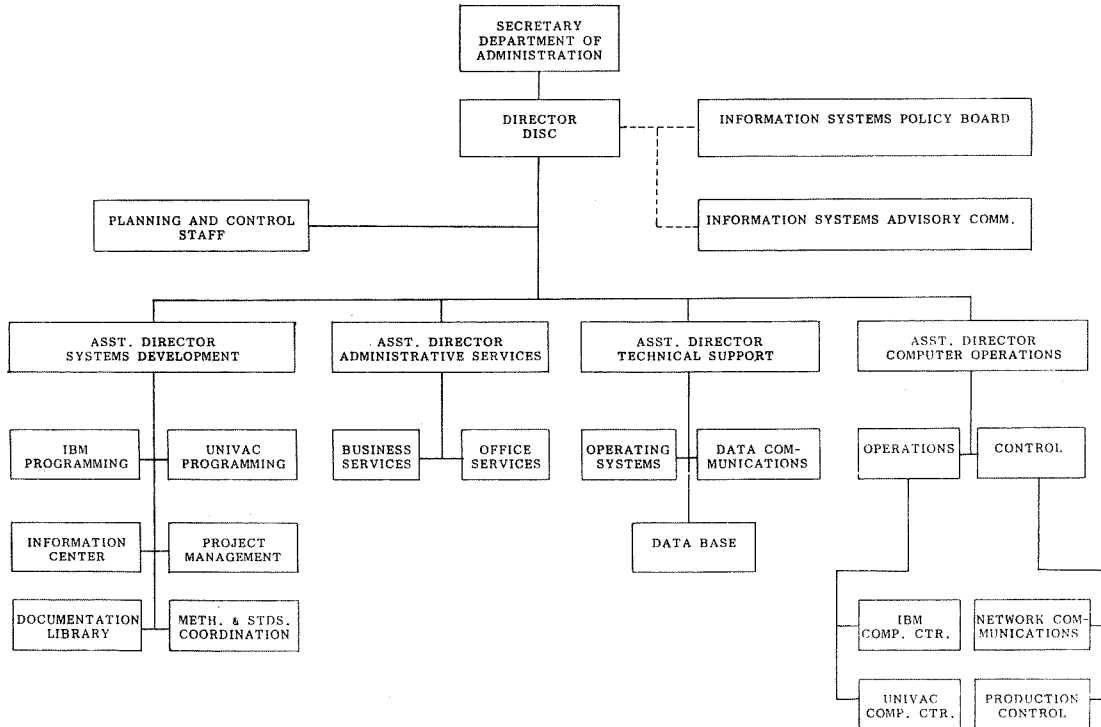 SECRETARY
DEPARTMENT OF
ADMINISTRATION
DIRECTOR
DISC
INFORMATION SYSTEMS POLICY BOARD
PLANNING AND CONTROL
STAFF
INFORMATION SYSTEMS ADVISORY COMM.
ASST. DIRECTOR
SYSTEMS DEVELOPMENT
ASST. DIRECTOR
ADMINISTRATIVE SERVICES
ASST. DIRECTOR
TECHNICAL SUPPORT
ASST. DIRECTOR
COMPUTER OPERATIONS
IBM
PROGRAMMING
UNIVAC
PROGRAMMING
BUSINESS
SERVICES
OFFICE
SERVICES
OPERATING
SYSTEMS
DATA COM-
MUNICATIONS
OPERATIONS
CONTROL
INFORMATION
CENTER
PROJECT
MANAGEMENT
DATA BASE
DOCUMENTATION
LIBRARY
METH. & STDS.
COORDINATION
IBM
COMP. CTR.
NETWORK COM-
MUNICATIONS
UNIVAC
COMP. CTR.
PRODUCTION
CONTROL